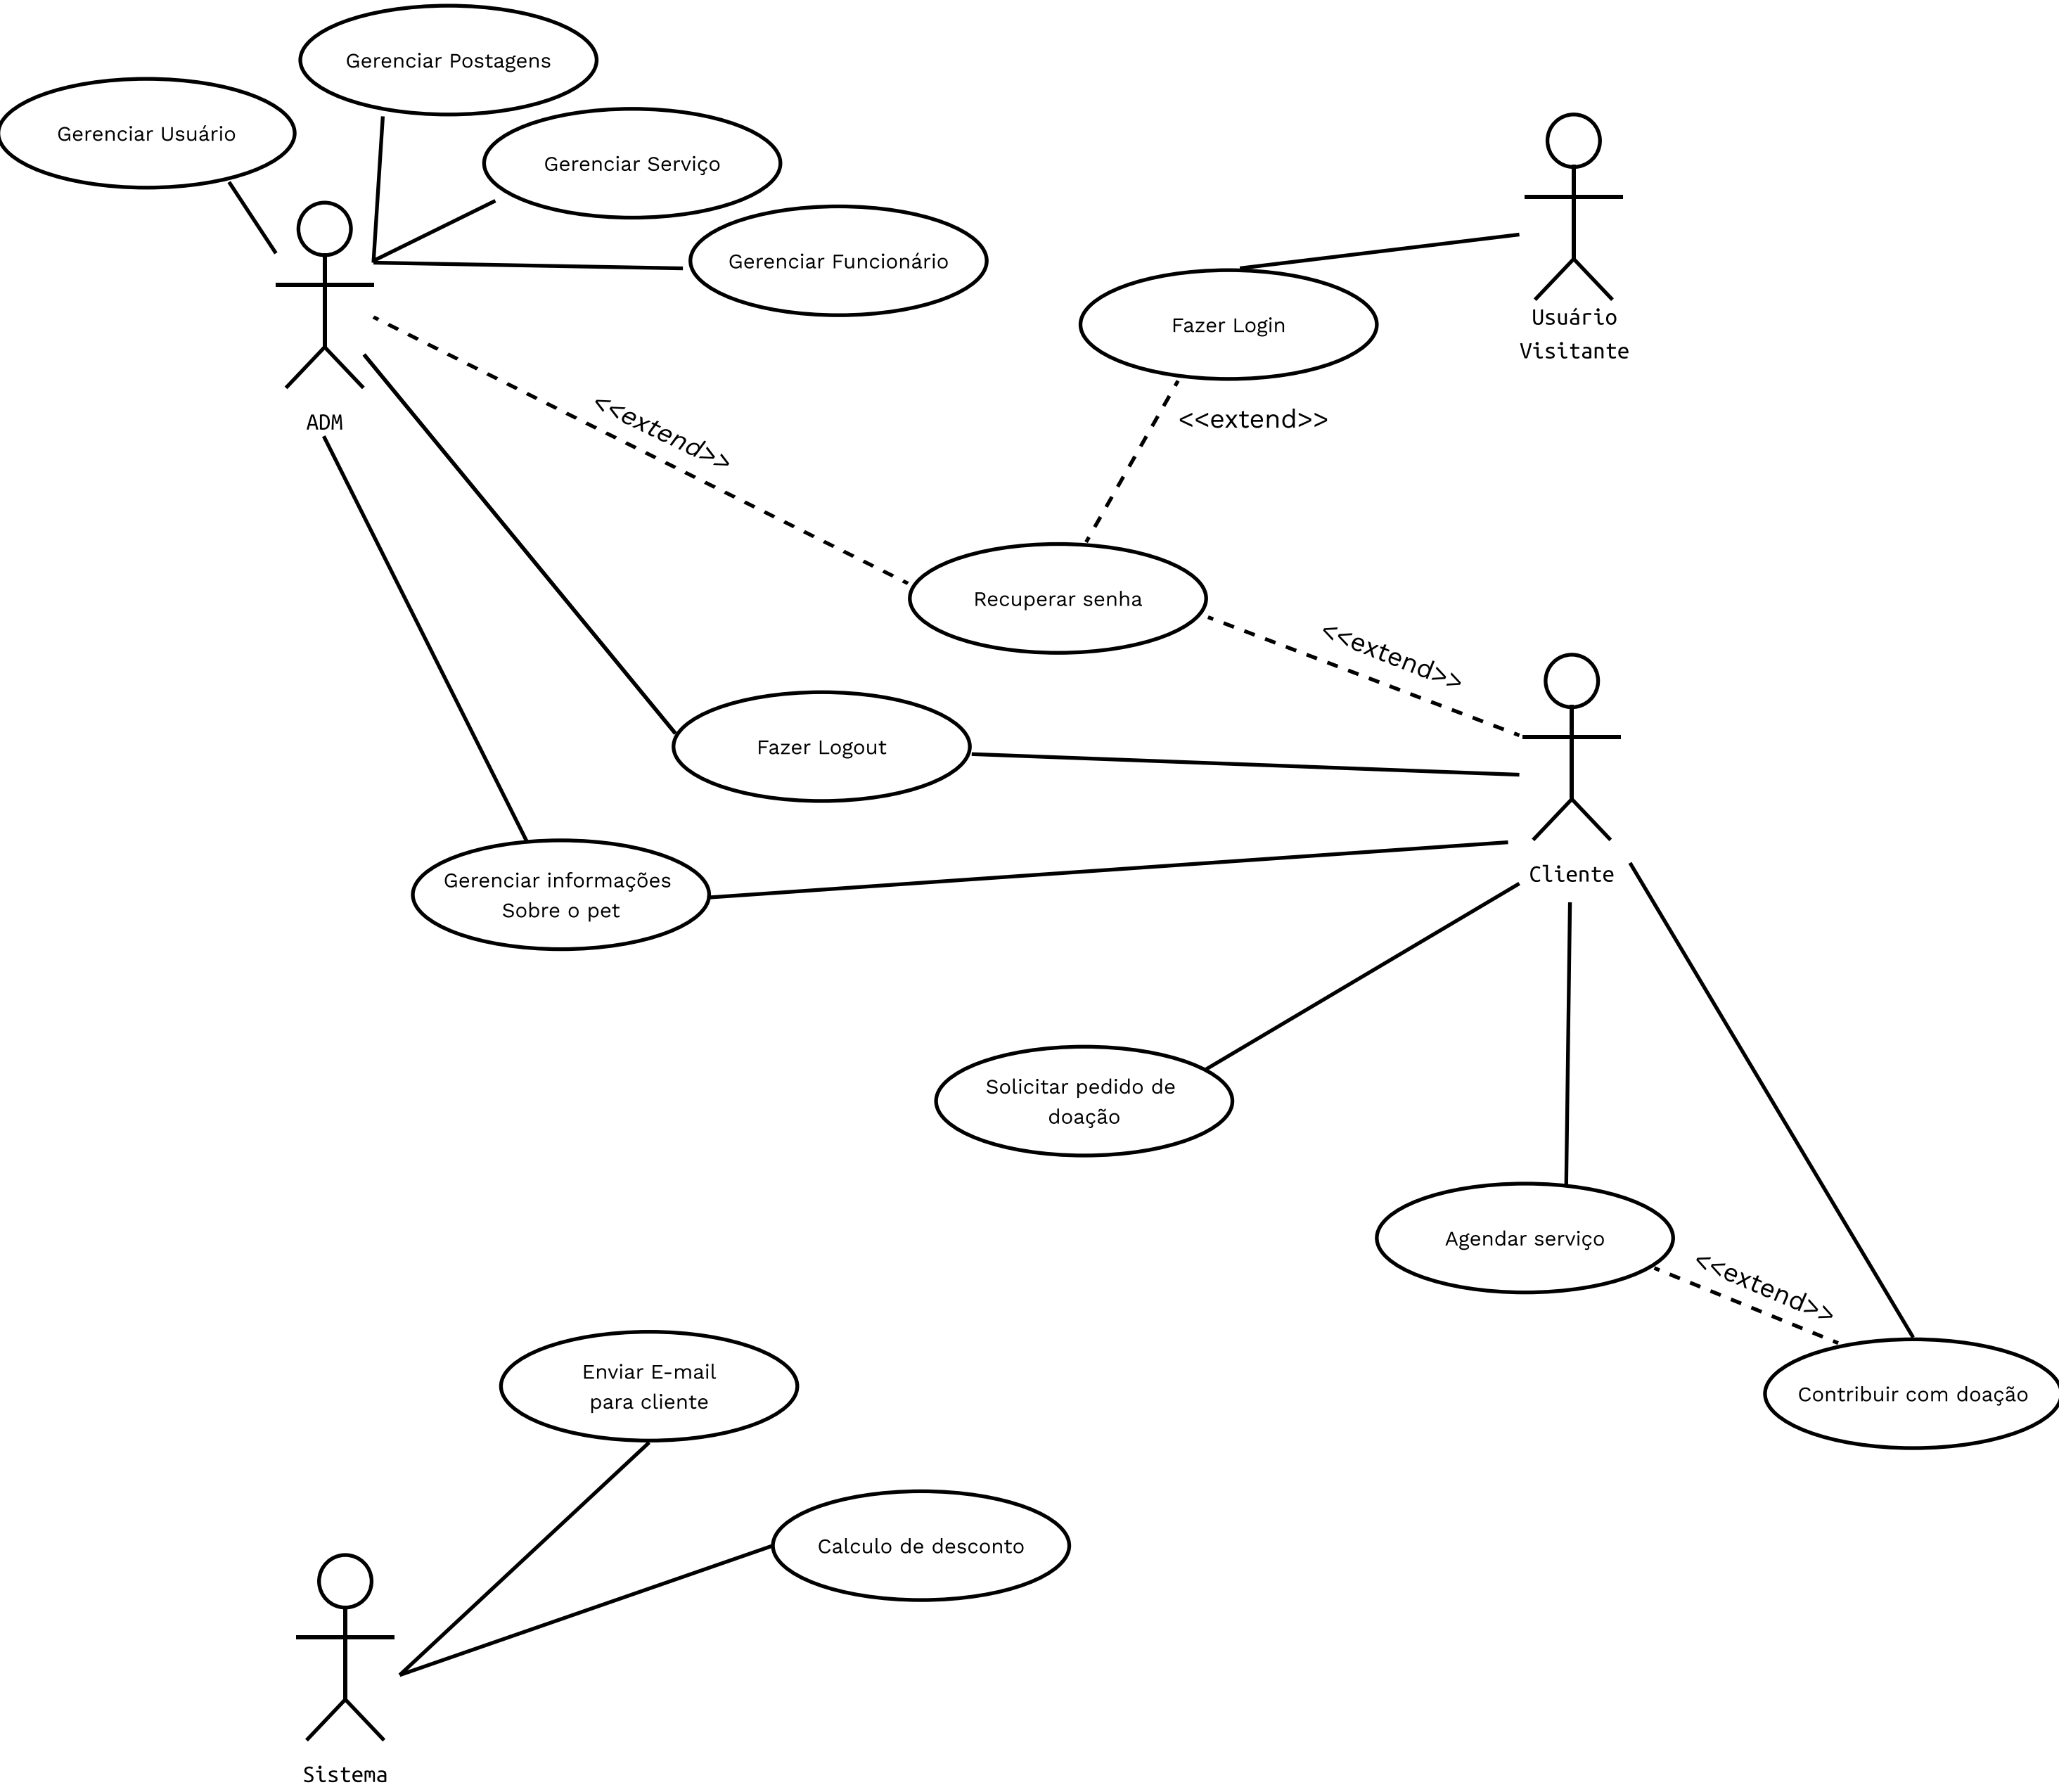 Gerenciar Postagens
Gerenciar Usuário
Gerenciar Serviço
Gerenciar Funcionário
Fazer Login
Usuário
Visitante
ADM
<<extend>>
<<extend>>
Recuperar senha
<<extend>>
Fazer Logout
Gerenciar informações
Sobre o pet
Cliente
Solicitar pedido de
doação
Agendar serviço
<<extend>>
Contribuir com doação
Enviar E-mail
para cliente
Calculo de desconto
Sistema